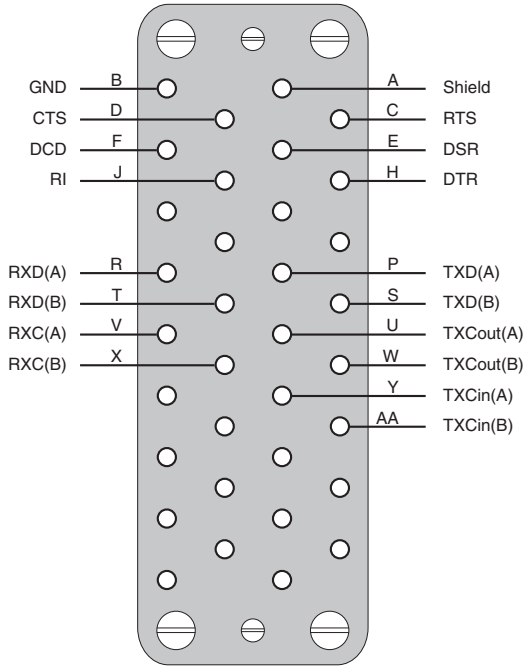 GND B A Shield
CTS D C RTS
DCD F E DSR
RI J H DTR
RXD(A) R P TXD(A)
RXD(B) T S TXD(B)
RXC(A) V U TXCout(A)
RXC(B) X W TXCout(B)
Y TXCin(A)
AA TXCin(B)